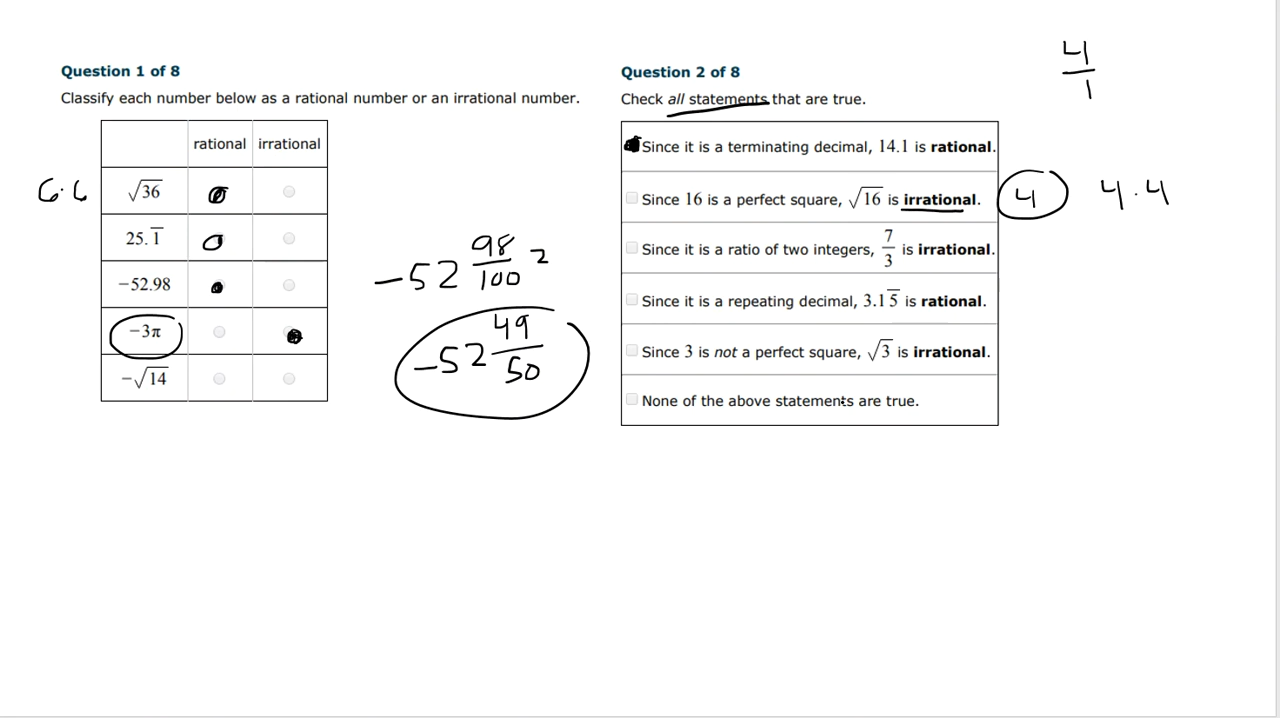 Question 1 of 8
Classify each number below as a rational number or an irrational number.
rational irrational
6·6 √36
25.1̅
−52.98
−3π
−√14
−52 98/100 2
−52 49/50
Question 2 of 8
Check all statements that are true.
Since it is a terminating decimal, 14.1 is rational.
Since 16 is a perfect square, √16 is irrational.
Since it is a ratio of two integers, 7/3 is irrational.
Since it is a repeating decimal, 3.15̅ is rational.
Since 3 is not a perfect square, √3 is irrational.
None of the above statements are true.
4/1
4 4·4